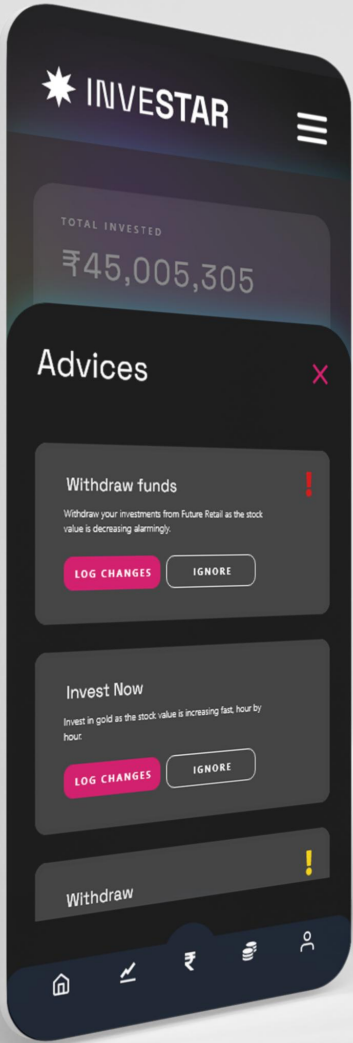 INVESTAR
TOTAL INVESTED
₹45,005,305
Advices
Withdraw funds
!
Withdraw your investments from Future Retail as the stock
value is decreasing alarmingly.
LOG CHANGES IGNORE
Invest Now
Invest in gold as the stock value is increasing fast, hour by
hour.
LOG CHANGES IGNORE
!
Withdraw
₹